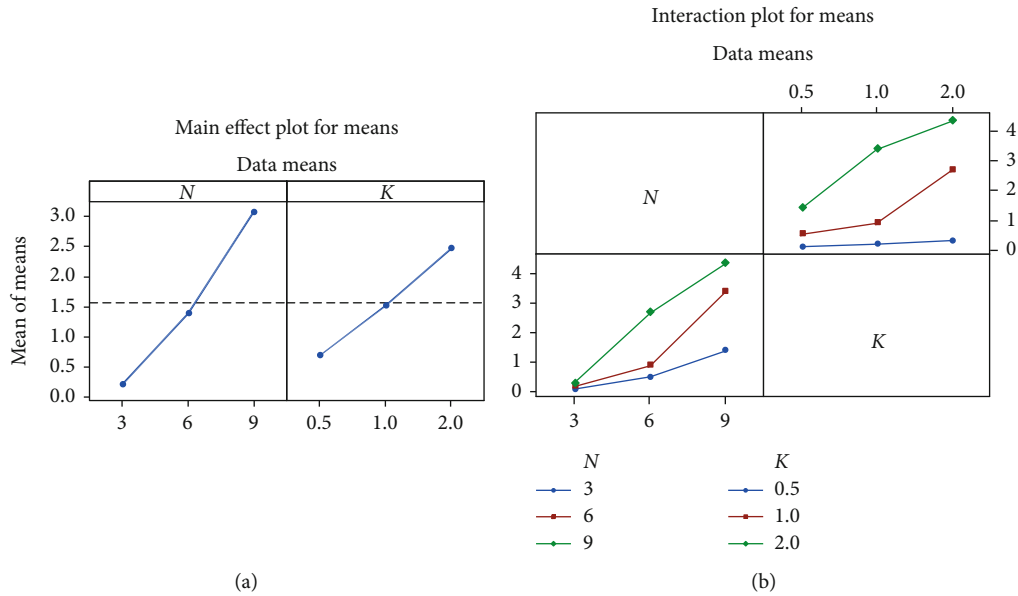 Main effect plot for means
Data means
N K
Mean of means
3.0
2.5
2.0
1.5
1.0
0.5
0.0
3 6 9 0.5 1.0 2.0
(a)
Interaction plot for means
Data means
0.5 1.0 2.0
N
4
3
2
1
0
4
3
2
1
0
K
3 6 9
N K
3 0.5
6 1.0
9 2.0
(b)